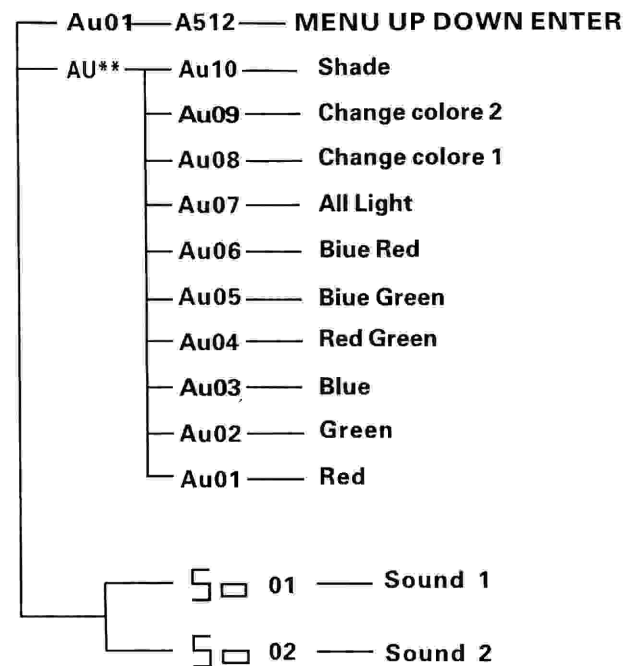 Au01 A512 MENU UP DOWN ENTER
AU** Au10 Shade
Au09 Change colore 2
Au08 Change colore 1
Au07 All Light
Au06 Biue Red
Au05 Biue Green
Au04 Red Green
Au03 Blue
Au02 Green
Au01 Red
So 01 Sound 1
So 02 Sound 2